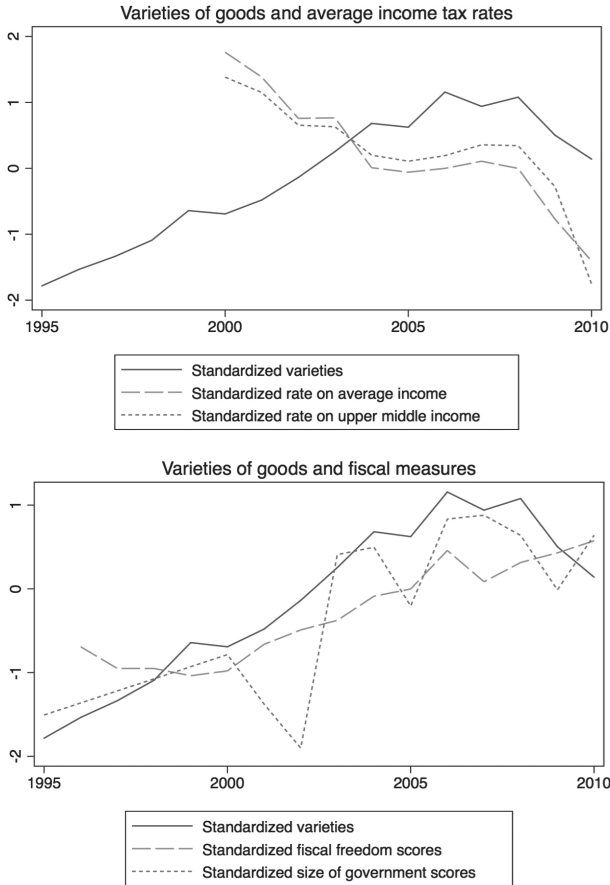 Varieties of goods and average income tax rates
2
1
0
-1
-2
1995
2000
2005
2010
Standardized varieties
Standardized rate on average income
Standardized rate on upper middle income
Varieties of goods and fiscal measures
1
0
-1
-2
1995
2000
2005
2010
Standardized varieties
Standardized fiscal freedom scores
Standardized size of government scores